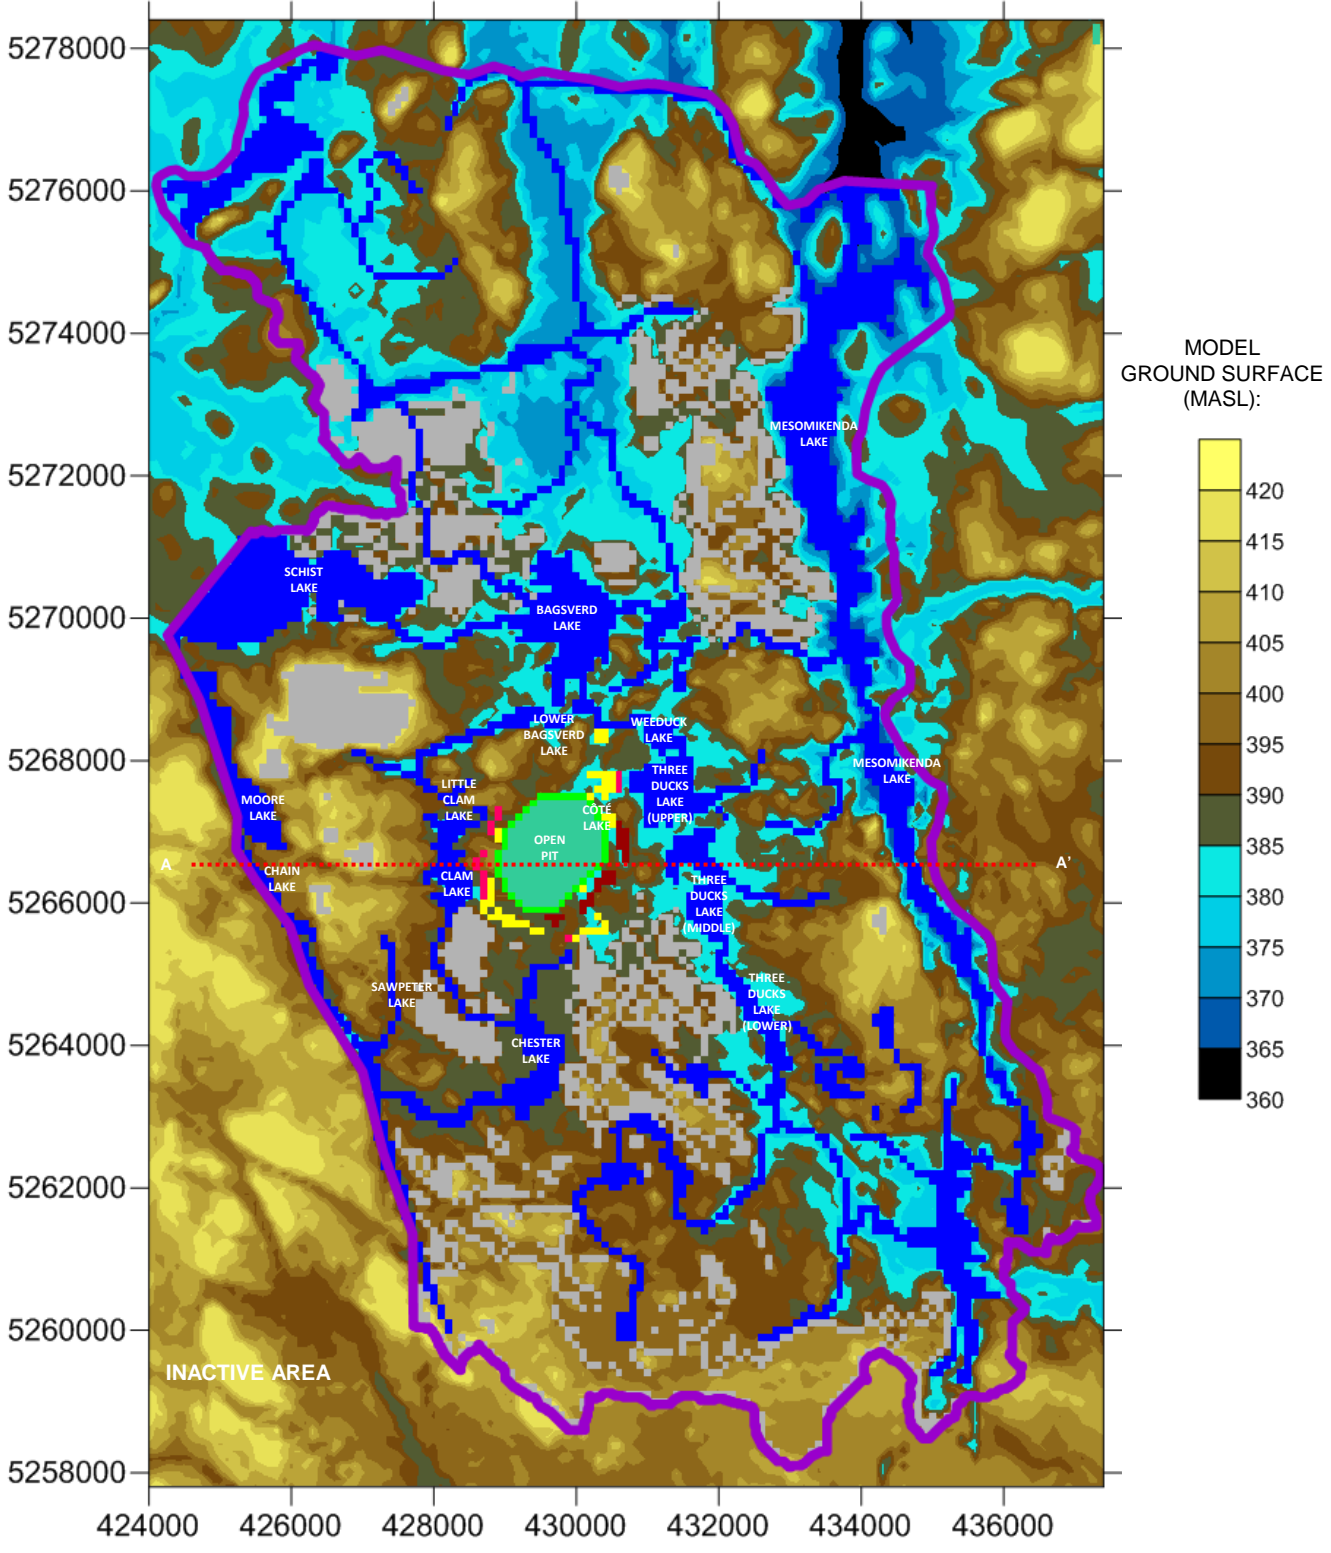 5278000
5276000
5274000
5272000
5270000
5268000
5266000
5264000
5262000
5260000
5258000
424000 426000 428000 430000 432000 434000 436000
MESOMIKENDA
LAKE
SCHIST
LAKE
BAGSVERD
LAKE
LOWER
BAGSVERD
LAKE
WEEDUCK
LAKE
MESOMIKENDA
LAKE
THREE
DUCKS
LAKE
(UPPER)
LITTLE
CLAM
LAKE
MOORE
LAKE
CÔTÉ
LAKE
OPEN
PIT
A
A'
CHAIN
LAKE
CLAM
LAKE
THREE
DUCKS
LAKE
(MIDDLE)
SAWPETER
LAKE
THREE
DUCKS
LAKE
(LOWER)
CHESTER
LAKE
INACTIVE AREA
MODEL
GROUND SURFACE
(MASL):
420
415
410
405
400
395
390
385
380
375
370
365
360